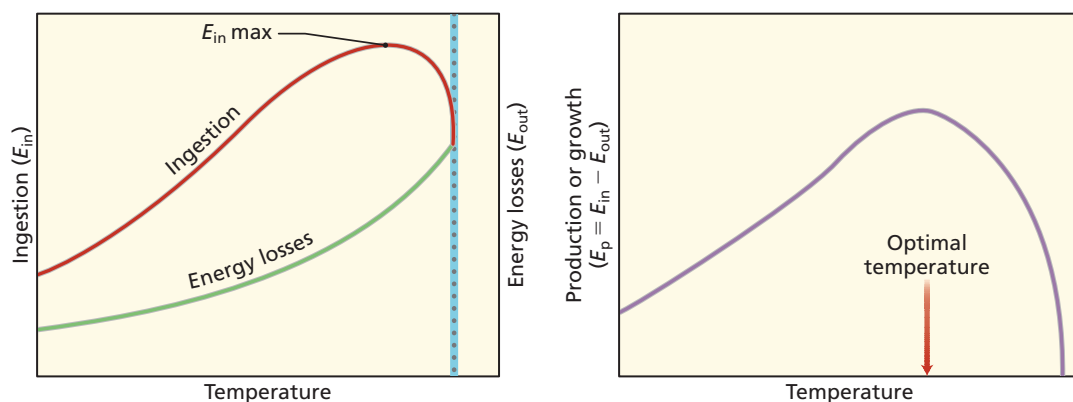 Ingestion (E_in)
E_in max
Ingestion
Energy losses
Energy losses (E_out)
Temperature
Production or growth
(E_p = E_in − E_out)
Optimal
temperature
Temperature